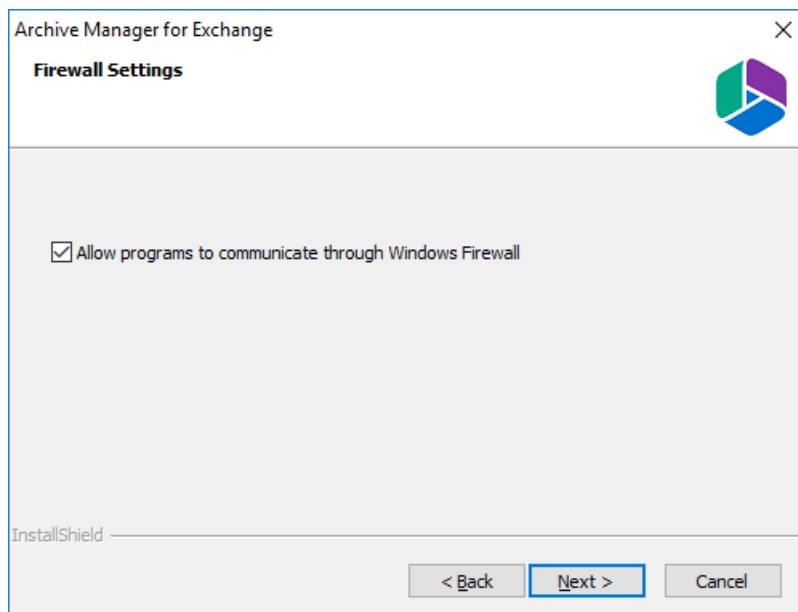 Archive Manager for Exchange
Firewall Settings
Allow programs to communicate through Windows Firewall
InstallShield
< Back
Next >
Cancel